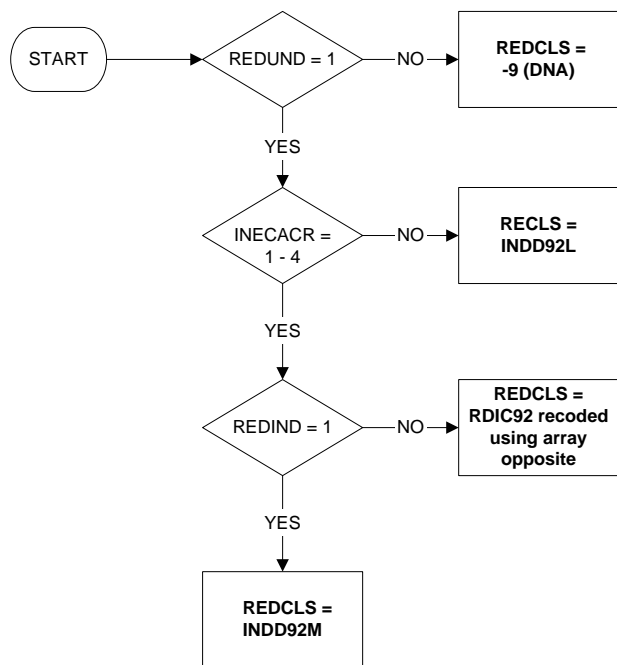 START
REDUND = 1
NO
REDCLS =
-9 (DNA)
YES
INECACR =
1 - 4
NO
RECLS =
INDD92L
YES
REDIND = 1
NO
REDCLS =
RDIC92 recoded
using array
opposite
YES
REDCLS =
INDD92M